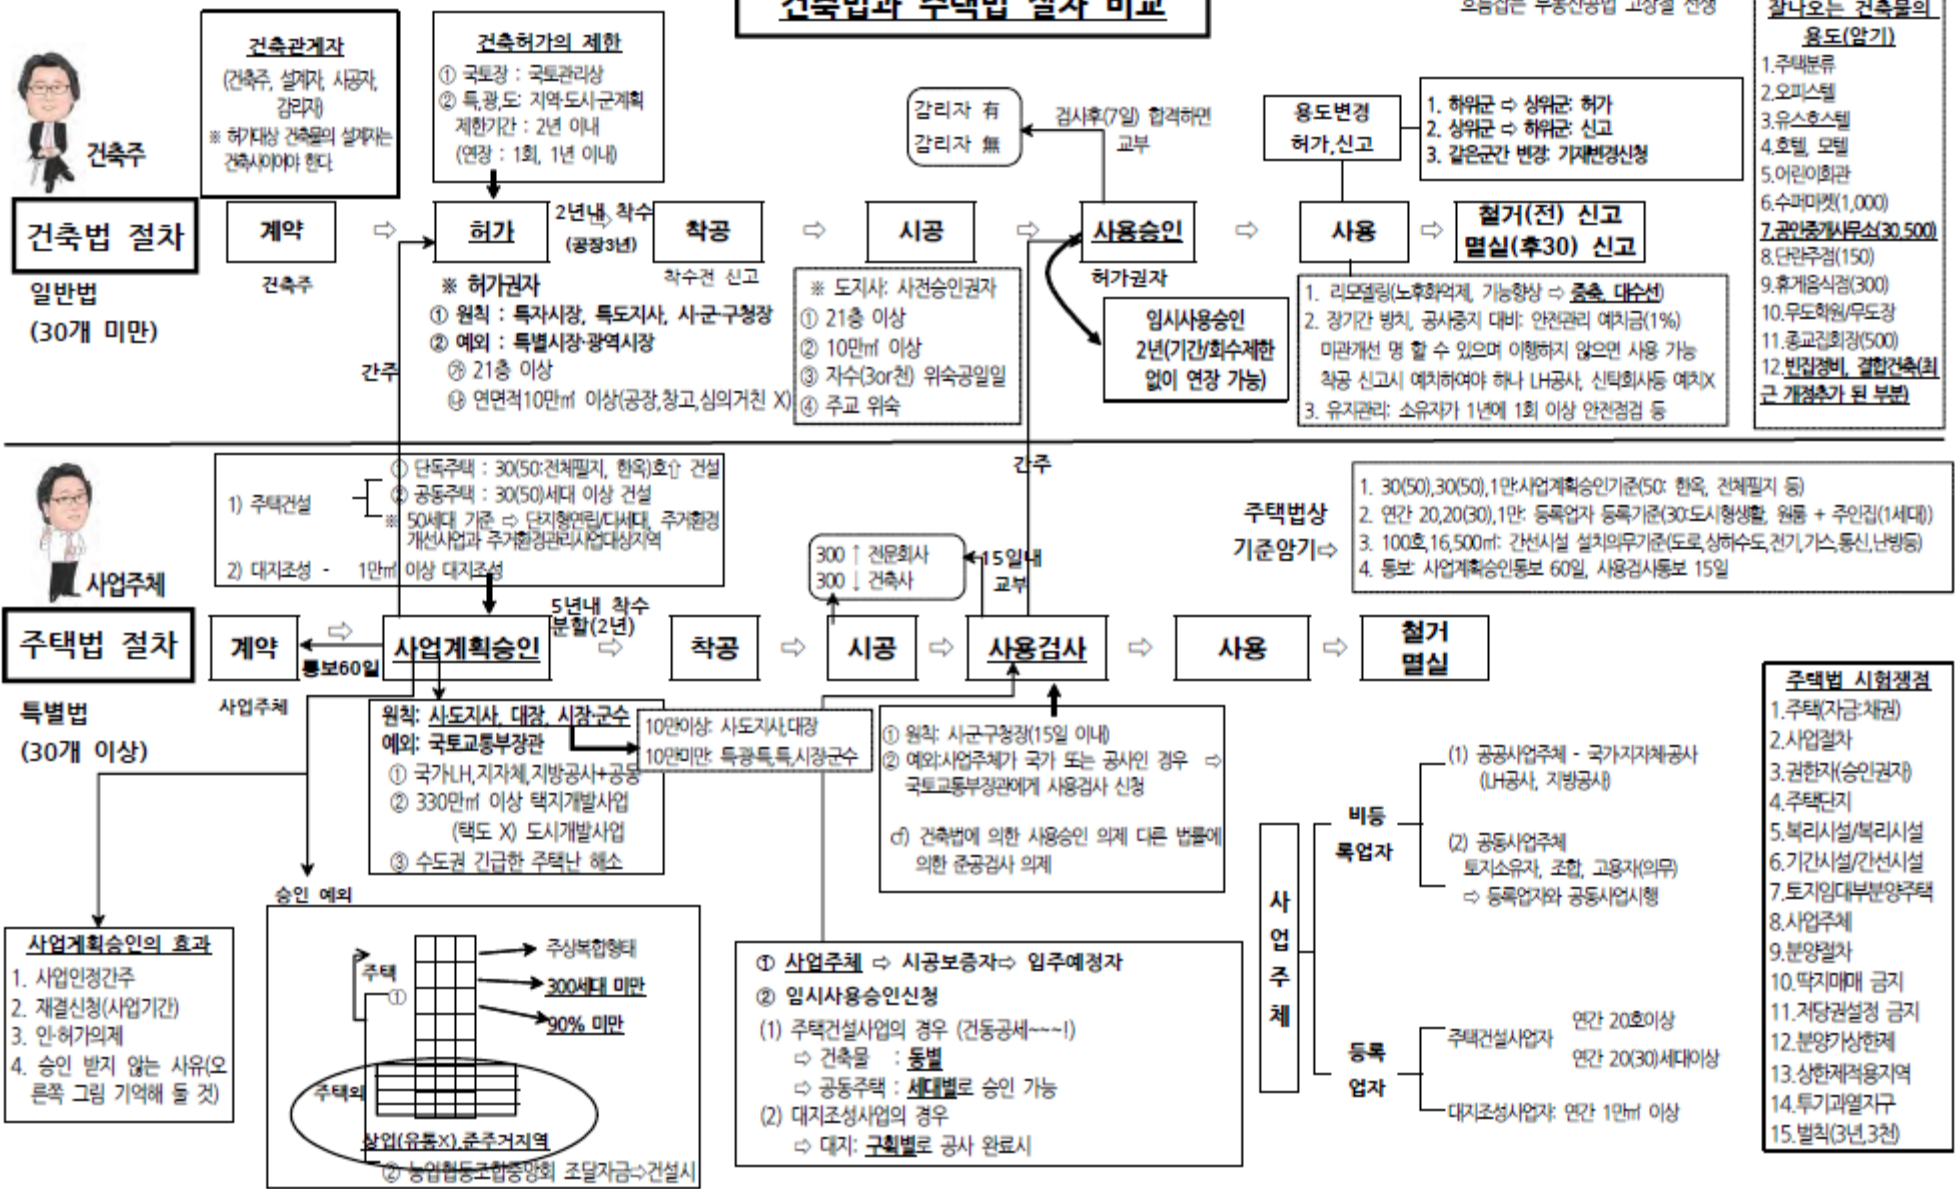 건축법과 주택법 절차 비교
흐름잡는 부동산공법 고상철 선생
건축주
건축관계자
(건축주, 설계자, 시공자,
감리자)
※ 허가대상 건축물의 설계자는
건축사이어야 한다.
건축허가의 제한
① 국토장 : 국토관리상
② 특,광,도: 지역·도시·군계획
제한기간 : 2년 이내
(연장 : 1회, 1년 이내)
감리자 有
감리자 無
검사후(7일) 합격하면
교부
용도변경
허가,신고
1. 하위군 ⇨ 상위군: 허가
2. 상위군 ⇨ 하위군: 신고
3. 같은군간 변경: 기재변경신청
잘나오는 건축물의
용도(암기)
1.주택분류
2.오피스텔
3.유스호스텔
4.호텔, 모텔
5.어린이회관
6.수퍼마켓(1,000)
7.공인중개사무소(30,500)
8.단란주점(150)
9.휴게음식점(300)
10.무도학원/무도장
11.종교집회장(500)
12.빈집정비, 결합건축(최
근 개정추가 된 부분)
건축법 절차
일반법
(30개 미만)
계약
⇨
허가
2년내 착수
⇨
(공장3년)
착공
⇨
시공
⇨
사용승인
⇨
사용
⇨
철거(전) 신고
멸실(후30) 신고
건축주
착수전 신고
허가권자
※ 허가권자
① 원칙 : 특자시장, 특도지사, 시·군·구청장
② 예외 : 특별시장·광역시장
㉮ 21층 이상
㉯ 연면적10만㎡ 이상(공장,창고,심의거친 X)
※ 도지사: 사전승인권자
① 21층 이상
② 10만㎡ 이상
③ 자수(3or천) 위숙공일일
④ 주교 위숙
임시사용승인
2년(기간/회수제한
없이 연장 가능)
1. 리모델링(노후화억제, 기능향상 ⇨ 증축, 대수선)
2. 장기간 방치, 공사중지 대비: 안전관리 예치금(1%)
미관개선 명 할 수 있으며 이행하지 않으면 사용 가능
착공 신고시 예치하여야 하나 LH공사, 신탁회사등 예치X
3. 유지관리: 소유자가 1년에 1회 이상 안전점검 등
간주
간주
사업주체
1) 주택건설
① 단독주택 : 30(50:전체필지, 한옥)호⇧ 건설
② 공동주택 : 30(50)세대 이상 건설
※ 50세대 기준 ⇨ 단지형연립/다세대, 주거환경
개선사업과 주거환경관리사업대상지역
2) 대지조성 - 1만㎡ 이상 대지조성
300 ↑ 전문회사
300 ↓ 건축사
15일내
교부
주택법상
기준암기⇨
1. 30(50),30(50),1만:사업계획승인기준(50: 한옥, 전체필지 등)
2. 연간 20,20(30),1만: 등록업자 등록기준(30:도시형생활, 원룸 + 주인집(1세대))
3. 100호,16,500㎡: 간선시설 설치의무기준(도로,상하수도,전기,가스,통신,난방등)
4. 통보: 사업계획승인통보 60일, 사용검사통보 15일
주택법 절차
특별법
(30개 이상)
계약
⇨
통보60일
사업계획승인
5년내 착수
분할(2년)
⇨
착공
⇨
시공
⇨
사용검사
⇨
사용
⇨
철거
멸실
사업주체
원칙: 시·도지사, 대장, 시장·군수
예외: 국토교통부장관
① 국가LH,지자체,지방공사+공동
② 330만㎡ 이상 택지개발사업
(택도 X) 도시개발사업
③ 수도권 긴급한 주택난 해소
10만이상: 시·도지사,대장
10만미만: 특·광·특,특,시장·군수
① 원칙: 시·군·구청장(15일 이내)
② 예외:사업주체가 국가 또는 공사인 경우 ⇨
국토교통부장관에게 사용검사 신청
cf) 건축법에 의한 사용승인 의제 다른 법률에
의한 준공검사 의제
사업주체
비등
록업자
(1) 공공사업주체 - 국가·지자체·공사
(LH공사, 지방공사)
(2) 공동사업주체
토지소유자, 조합, 고용자(의무)
⇨ 등록업자와 공동사업시행
등록
업자
주택건설사업자
연간 20호이상
연간 20(30)세대이상
대지조성사업자: 연간 1만㎡ 이상
주택법 시험쟁점
1.주택(자금:채권)
2.사업절차
3.권한자(승인권자)
4.주택단지
5.복리시설/복리시설
6.기간시설/간선시설
7.토지임대부분양주택
8.사업주체
9.분양절차
10.딱지매매 금지
11.저당권설정 금지
12.분양가상한제
13.상한제적용지역
14.투기과열지구
15.벌칙(3년,3천)
사업계획승인의 효과
1. 사업인정간주
2. 재결신청(사업기간)
3. 인·허가의제
4. 승인 받지 않는 사유(오
른쪽 그림 기억해 둘 것)
승인 예외
주택
①
주상복합형태
300세대 미만
90% 미만
주택외
상업(유통X),준주거지역
② 농업협동조합중앙회 조달자금⇨건설시
① 사업주체 ⇨ 시공보증자⇨ 입주예정자
② 임시사용승인신청
(1) 주택건설사업의 경우 (건동공세~~~!)
⇨ 건축물 : 동별
⇨ 공동주택 : 세대별로 승인 가능
(2) 대지조성사업의 경우
⇨ 대지: 구획별로 공사 완료시